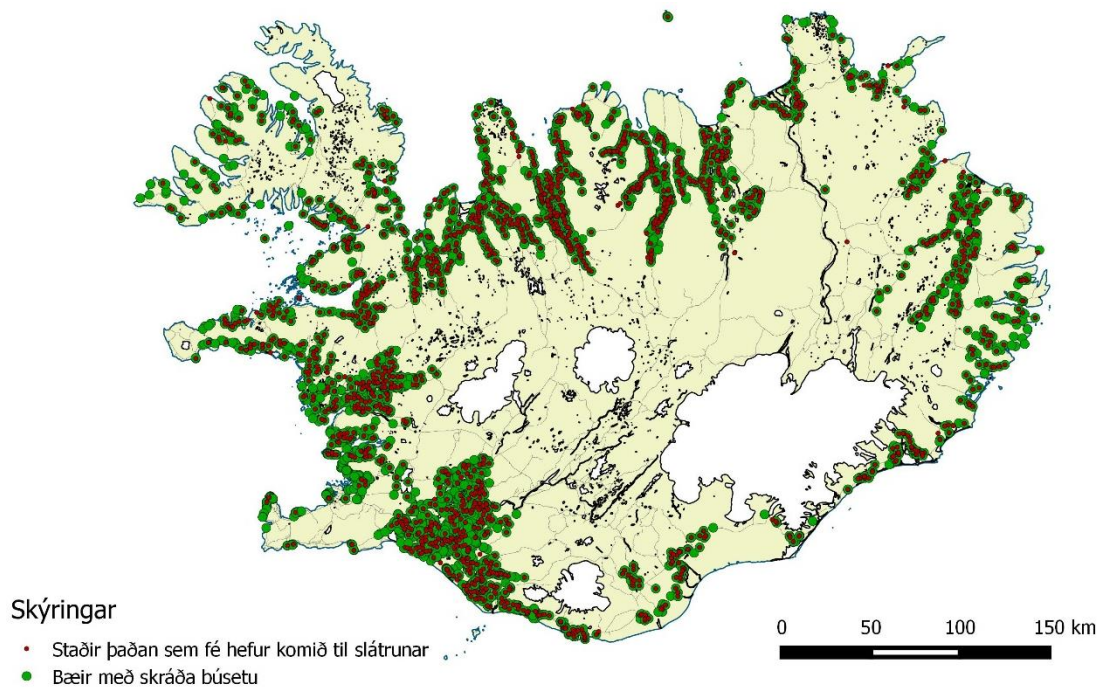 Skýringar
Staðir þaðan sem fé hefur komið til slátrunar
Bæir með skráða búsetu
0 50 100 150 km